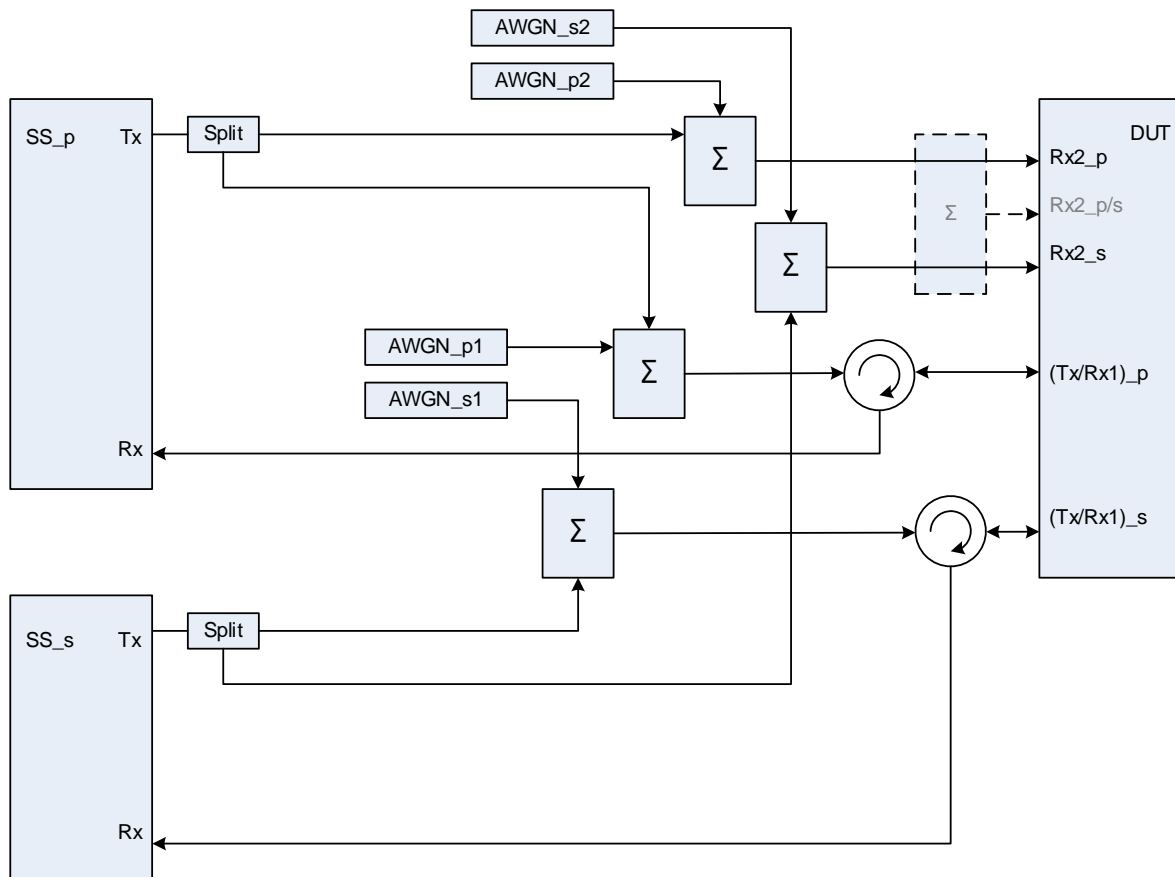 AWGN_s2
AWGN_p2
SS_p
Tx
Split
Σ
DUT
Rx2_p
Σ
Rx2_p/s
Σ
Rx2_s
AWGN_p1
Σ
(Tx/Rx1)_p
AWGN_s1
Rx
Σ
(Tx/Rx1)_s
SS_s
Tx
Split
Rx